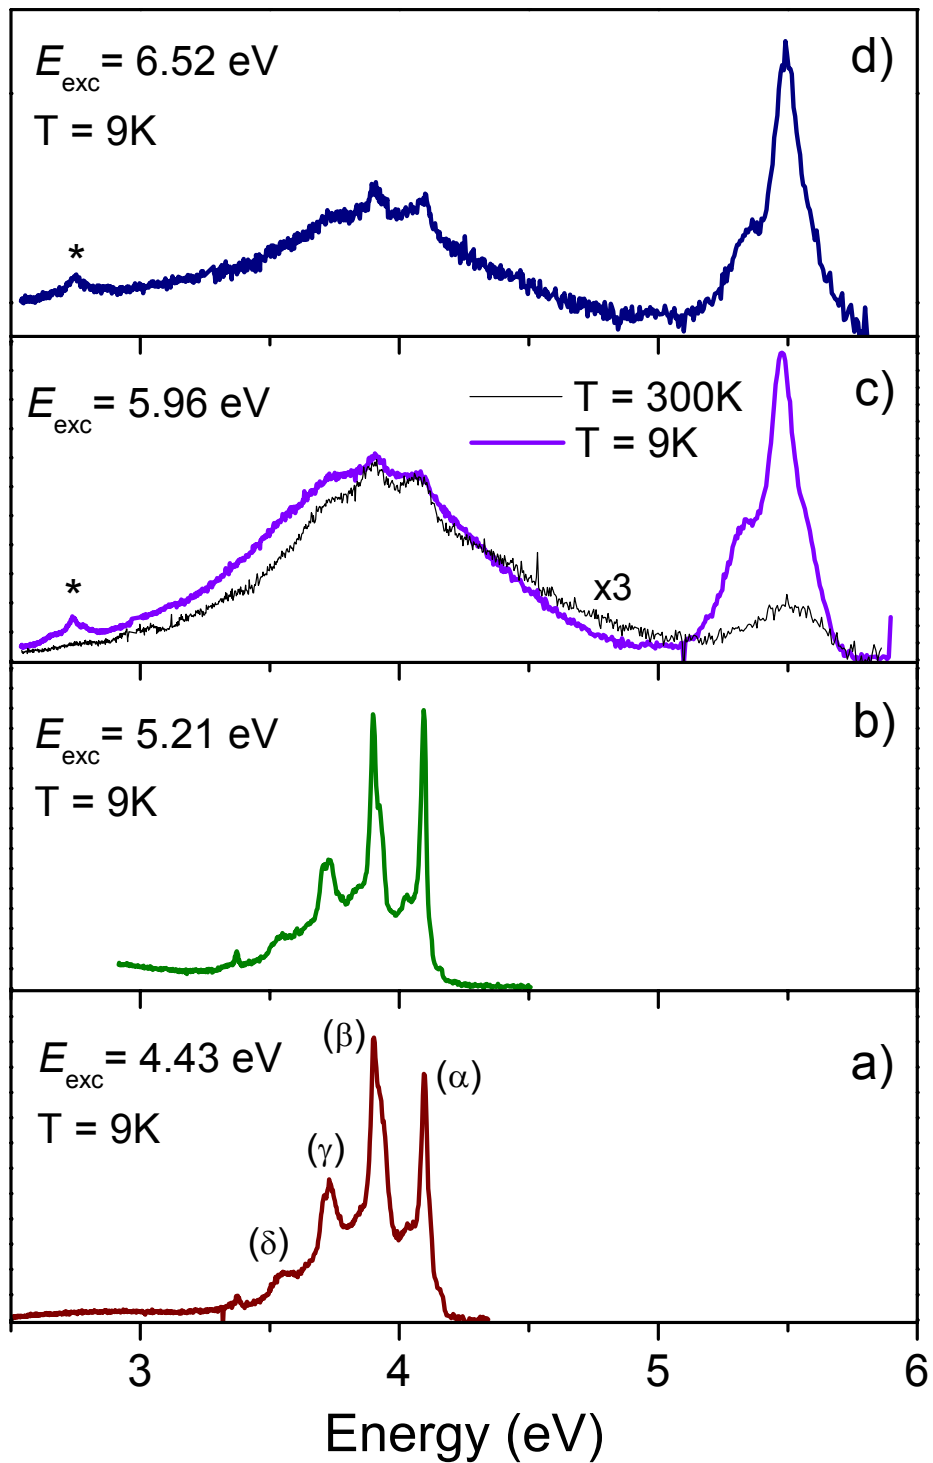 E_exc = 6.52 eV
d)
T = 9K
*
E_exc = 5.96 eV
T = 300K
c)
T = 9K
*
x3
E_exc = 5.21 eV
b)
T = 9K
E_exc = 4.43 eV
(β)
a)
(α)
T = 9K
(γ)
(δ)
3 4 5 6
Energy (eV)